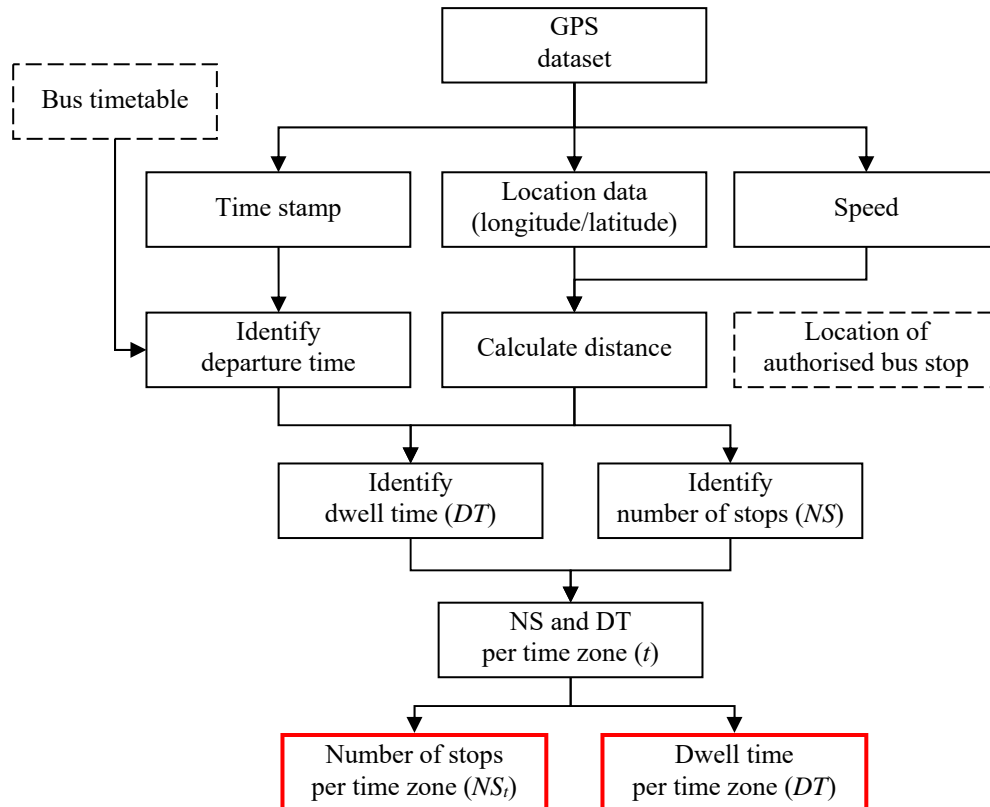 GPS
dataset
Bus timetable
Time stamp
Location data
(longitude/latitude)
Speed
Identify
departure time
Calculate distance
Location of
authorised bus stop
Identify
dwell time (DT)
Identify
number of stops (NS)
NS and DT
per time zone (t)
Number of stops
per time zone (NSt)
Dwell time
per time zone (DT)